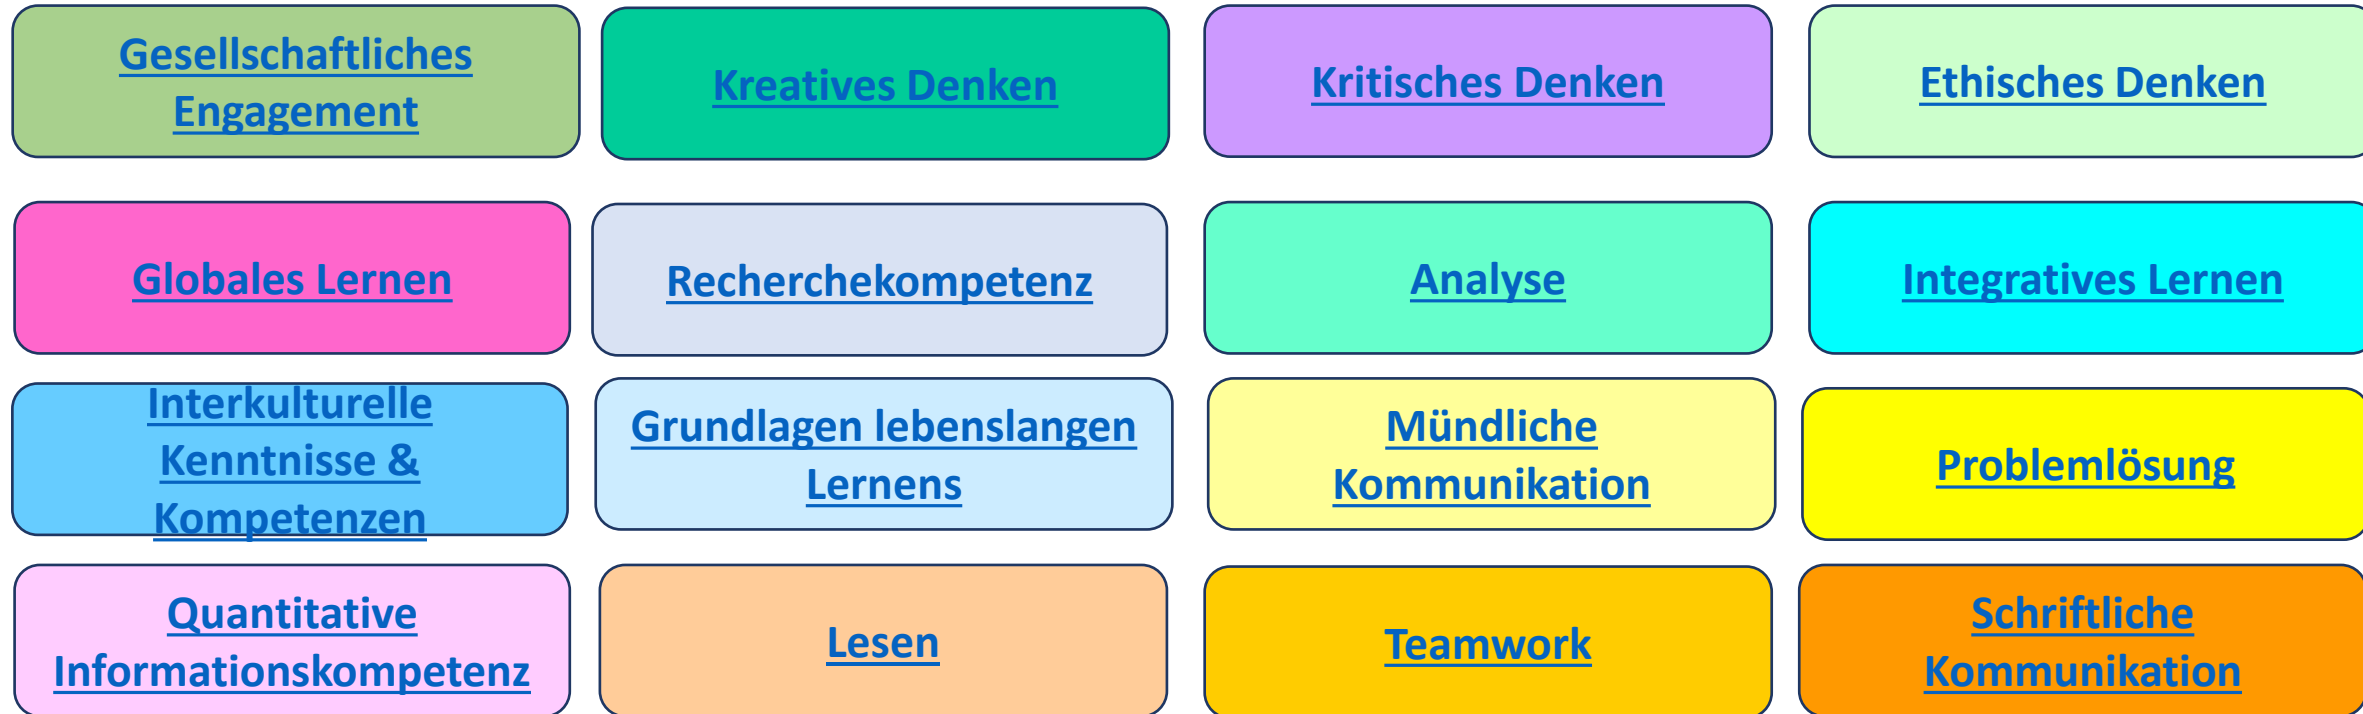 Gesellschaftliches
Engagement
Kreatives Denken
Kritisches Denken
Ethisches Denken
Globales Lernen
Recherchekompetenz
Analyse
Integratives Lernen
Interkulturelle
Kenntnisse &
Kompetenzen
Grundlagen lebenslangen
Lernens
Mündliche
Kommunikation
Problemlösung
Quantitative
Informationskompetenz
Lesen
Teamwork
Schriftliche
Kommunikation